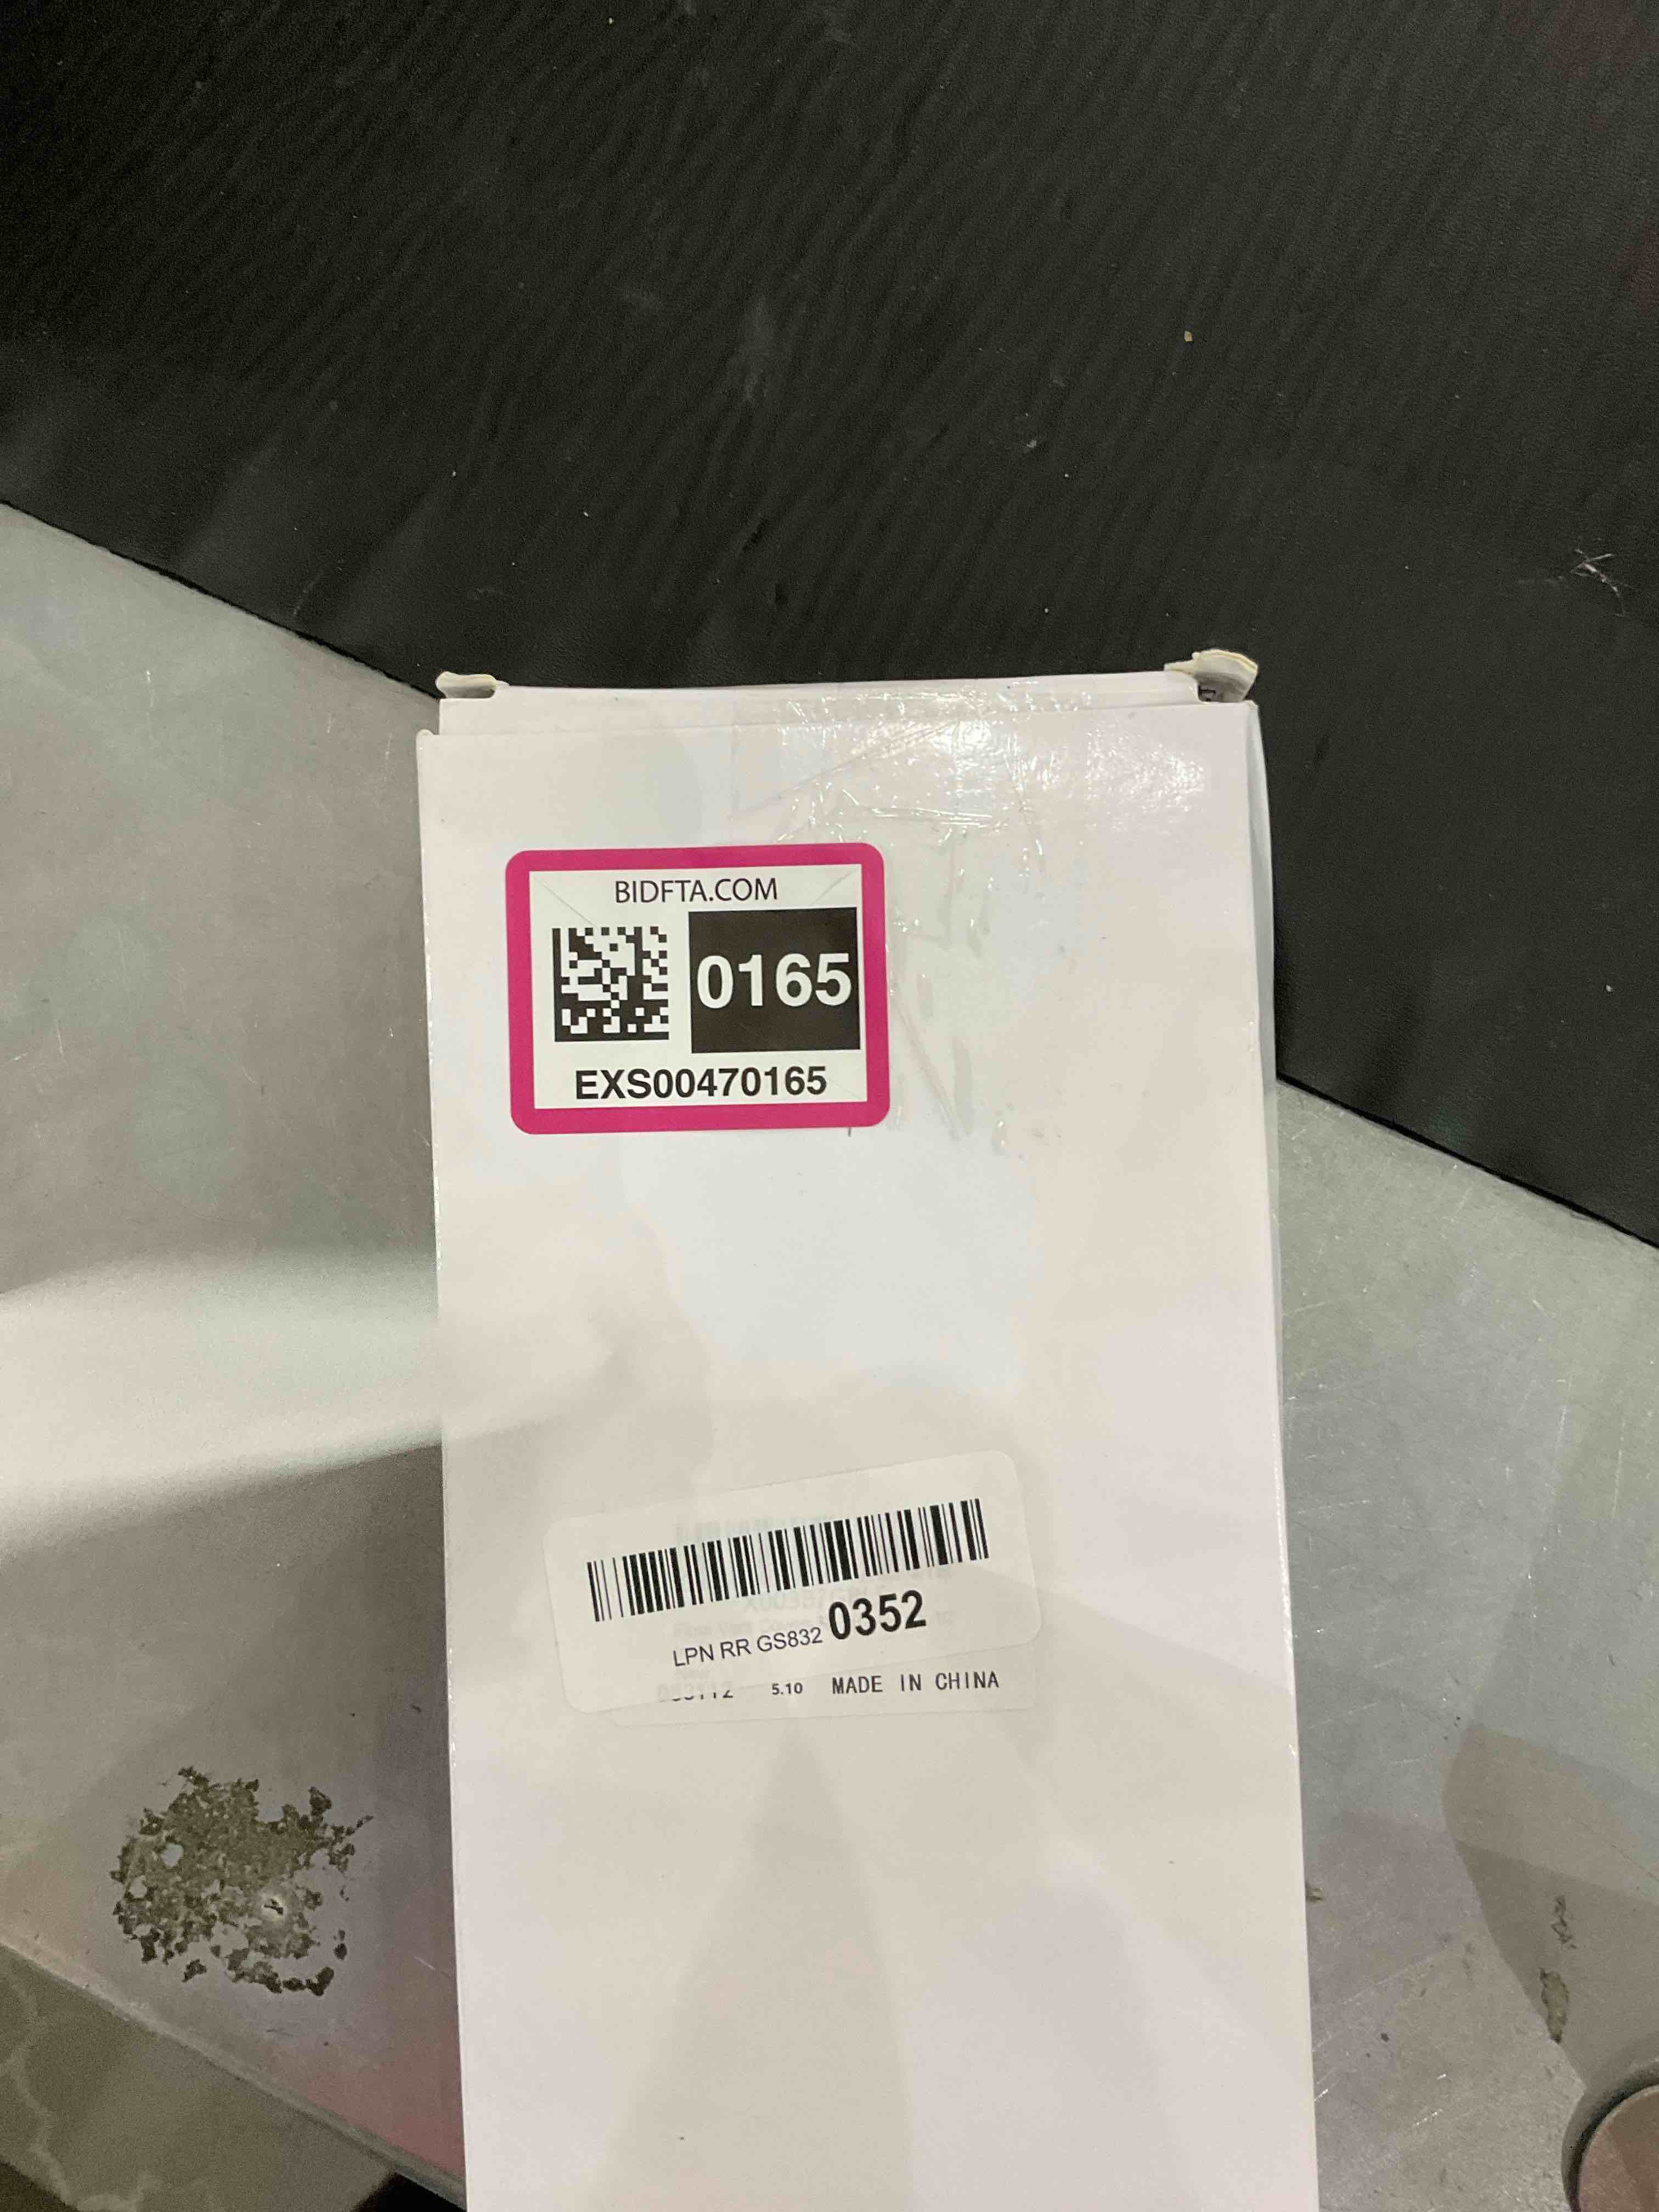 BIDFTA.COM
0165
EXS00470165
LPN RR GS832 0352
5.10 MADE IN CHINA